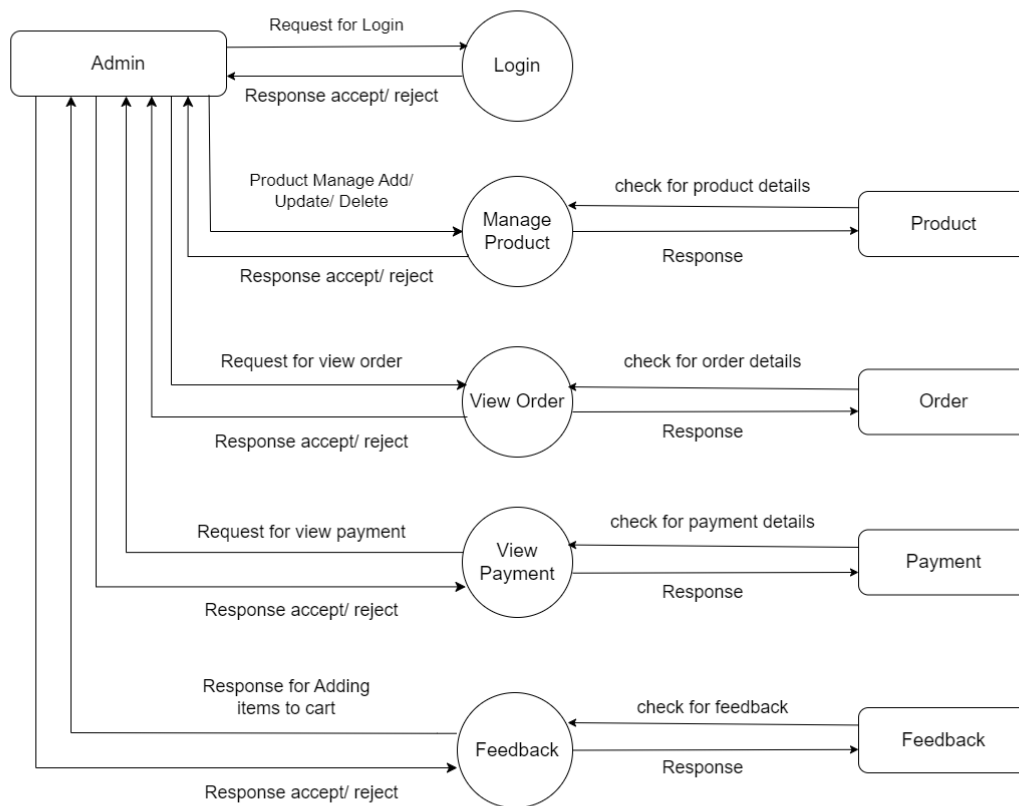 Request for Login
Admin
Login
Response accept/ reject
Product Manage Add/
Update/ Delete
check for product details
Manage
Product
Product
Response accept/ reject
Response
Request for view order
check for order details
View Order
Order
Response accept/ reject
Response
Request for view payment
check for payment details
View
Payment
Payment
Response accept/ reject
Response
Response for Adding
items to cart
check for feedback
Feedback
Feedback
Response accept/ reject
Response